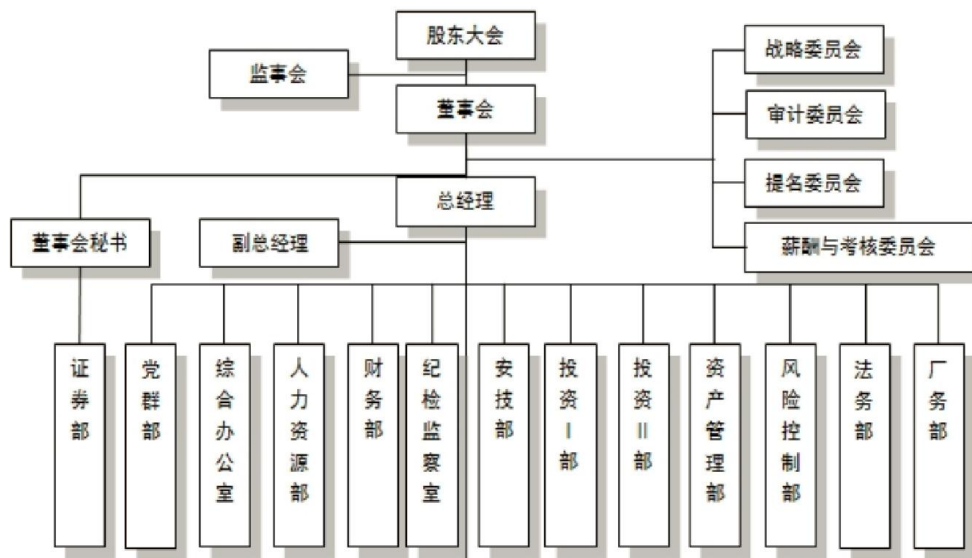 股东大会
监事会
董事会
战略委员会
审计委员会
提名委员会
薪酬与考核委员会
总经理
董事会秘书
副总经理
证券部
党群部
综合办公室
人力资源部
财务部
纪检监察室
安技部
投资Ⅰ部
投资Ⅱ部
资产管理部
风险控制部
法务部
厂务部